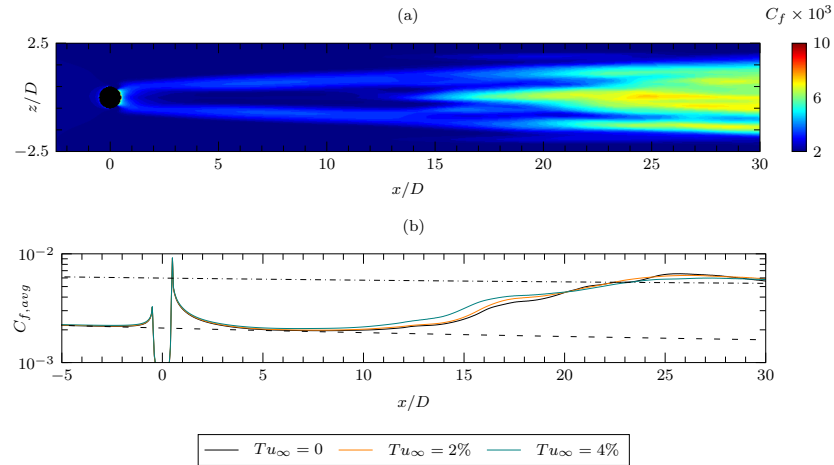 (a)
C_f × 10^3
2.5
z/D
−2.5
0 5 10 15 20 25 30
x/D
10
6
2
(b)
10^−2
C_{f,avg}
10^−3
−5 0 5 10 15 20 25 30
x/D
Tu_∞ = 0 Tu_∞ = 2% Tu_∞ = 4%